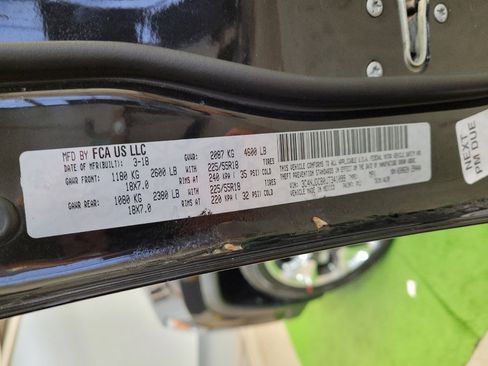 MFD BY FCA US LLC
DATE OF MFR(BUILT): 3-18 GVWR: 2087 KG 4600 LB
GAWR FRONT: 1180 KG 2600 LB WITH 225/55R18 TIRES
18X7.0 RIMS AT 240 KPA ( 35 PSI) COLD
GAWR REAR: 1080 KG 2380 LB WITH 225/55R18 TIRES
18X7.0 RIMS AT 220 KPA ( 32 PSI) COLD
THIS VEHICLE CONFORMS TO ALL APPLICABLE U.S.A. FEDERAL MOTOR VEHICLE SAFETY AND
THEFT PREVENTION STANDARDS IN EFFECT ON THE DATE OF MANUFACTURE SHOWN ABOVE.
VIN:
MADE IN MEXICO PAINT:
NEXT
PM DUE